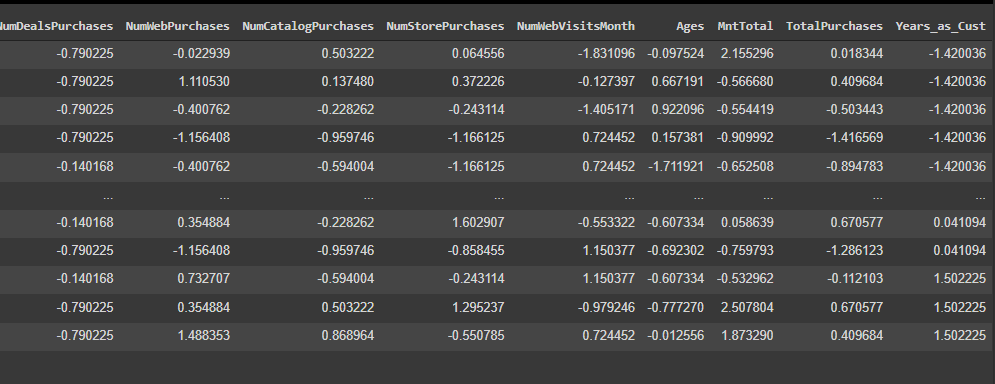 NumDealsPurchases NumWebPurchases NumCatalogPurchases NumStorePurchases NumWebVisitsMonth Ages MntTotal TotalPurchases Years_as_Cust
-0.790225 -0.022939 0.503222 0.064556 -1.831096 -0.097524 2.155296 0.018344 -1.420036
-0.790225 1.110530 0.137480 0.372226 -0.127397 0.667191 -0.566680 0.409684 -1.420036
-0.790225 -0.400762 -0.228262 -0.243114 -1.405171 0.922096 -0.554419 -0.503443 -1.420036
-0.790225 -1.156408 -0.959746 -1.166125 0.724452 0.157381 -0.909992 -1.416569 -1.420036
-0.140168 -0.400762 -0.594004 -1.166125 0.724452 -1.711921 -0.652508 -0.894783 -1.420036
... ... ... ... ... ... ... ... ...
-0.140168 0.354884 -0.228262 1.602907 -0.553322 -0.607334 0.058639 0.670577 0.041094
-0.790225 -1.156408 -0.959746 -0.858455 1.150377 -0.692302 -0.759793 -1.286123 0.041094
-0.140168 0.732707 -0.594004 -0.243114 1.150377 -0.607334 -0.532962 -0.112103 1.502225
-0.790225 0.354884 0.503222 1.295237 -0.979246 -0.777270 2.507804 0.670577 1.502225
-0.790225 1.488353 0.868964 -0.550785 0.724452 -0.012556 1.873290 0.409684 1.502225